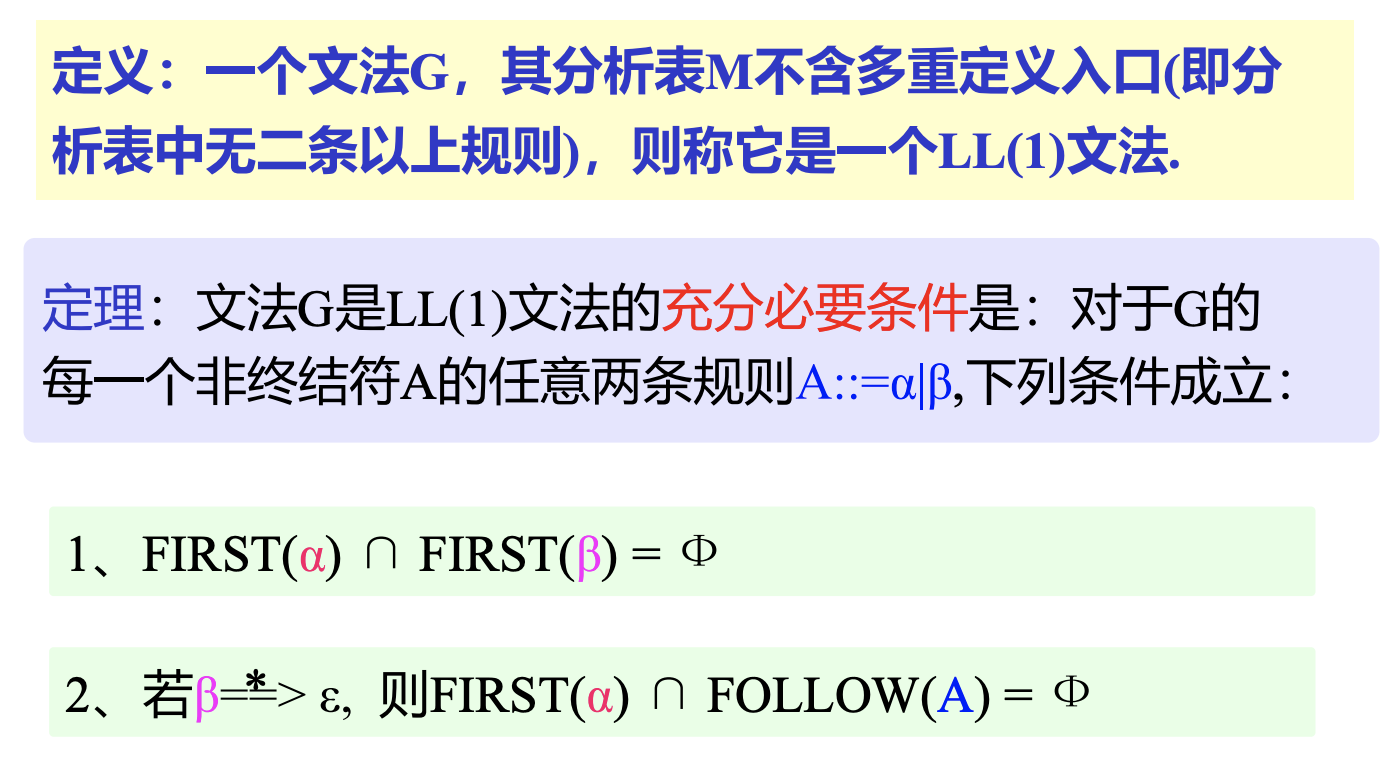 定义：一个文法G，其分析表M不含多重定义入口(即分
析表中无二条以上规则)，则称它是一个LL(1)文法.
定理：文法G是LL(1)文法的充分必要条件是：对于G的
每一个非终结符A的任意两条规则A::=α|β,下列条件成立：
1、FIRST(α) ∩ FIRST(β) = Φ
2、若β==*=> ε, 则FIRST(α) ∩ FOLLOW(A) = Φ